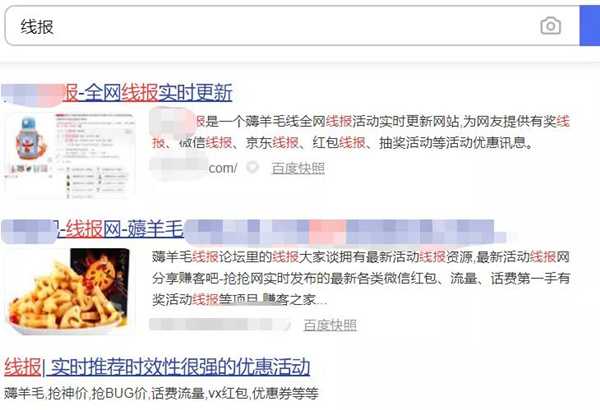 线报
报-全网线报实时更新
报是一个薅羊毛线全网线报活动实时更新网站,为网友提供有奖线
报、微信线报、京东线报、红包线报、抽奖活动等活动优惠讯息。
.com/
百度快照
-线报网-薅羊毛
薅羊毛线报论坛里的线报大家谈拥有最新活动线报资源,最新活动线报网
分享赚客吧-抢抢网实时发布的最新各类微信红包、流量、话费第一手有
奖活动线报等项目,赚客之家...
百度快照
线报| 实时推荐时效性很强的优惠活动
薅羊毛,抢神价,抢BUG价,话费流量,vx红包,优惠券等等